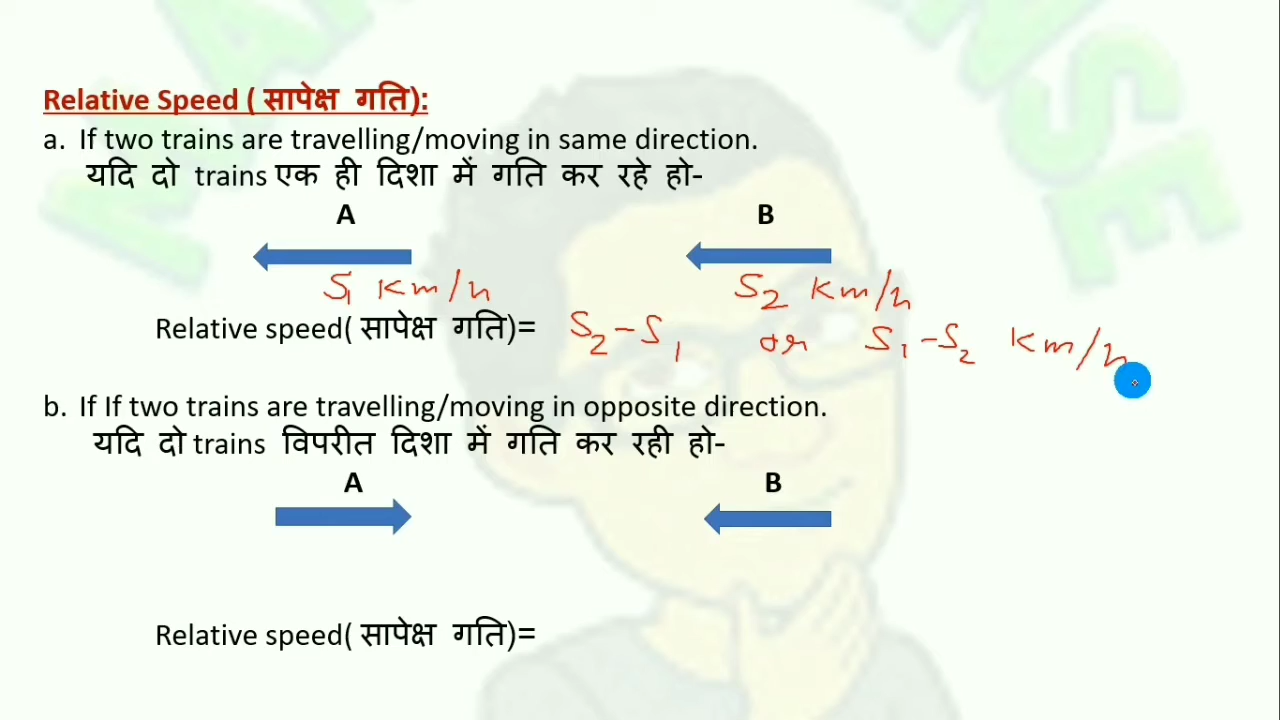 Relative Speed ( सापेक्ष गति):
a. If two trains are travelling/moving in same direction.
यदि दो trains एक ही दिशा में गति कर रहे हो-
A B
S1 km/h S2 km/h
Relative speed( सापेक्ष गति)= S2-S1 or S1-S2 km/h
b. If If two trains are travelling/moving in opposite direction.
यदि दो trains विपरीत दिशा में गति कर रही हो-
A B
Relative speed( सापेक्ष गति)=